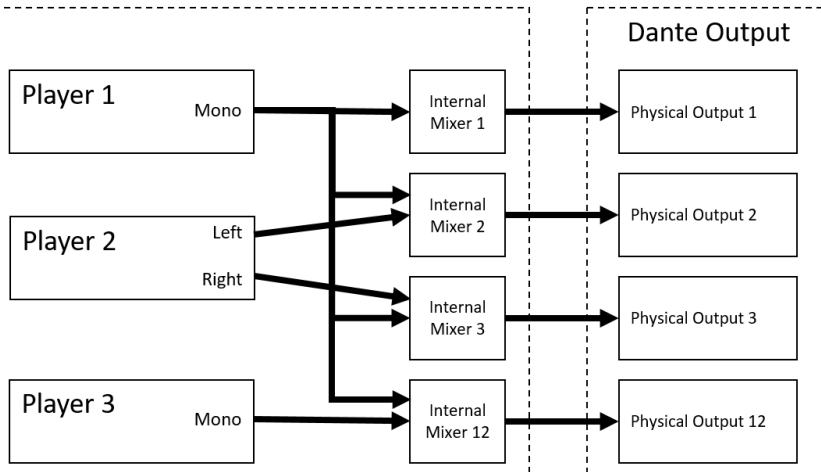 Dante Output
Player 1
Mono
Internal
Mixer 1
Physical Output 1
Internal
Mixer 2
Physical Output 2
Player 2
Left
Right
Internal
Mixer 3
Physical Output 3
Player 3
Mono
Internal
Mixer 12
Physical Output 12